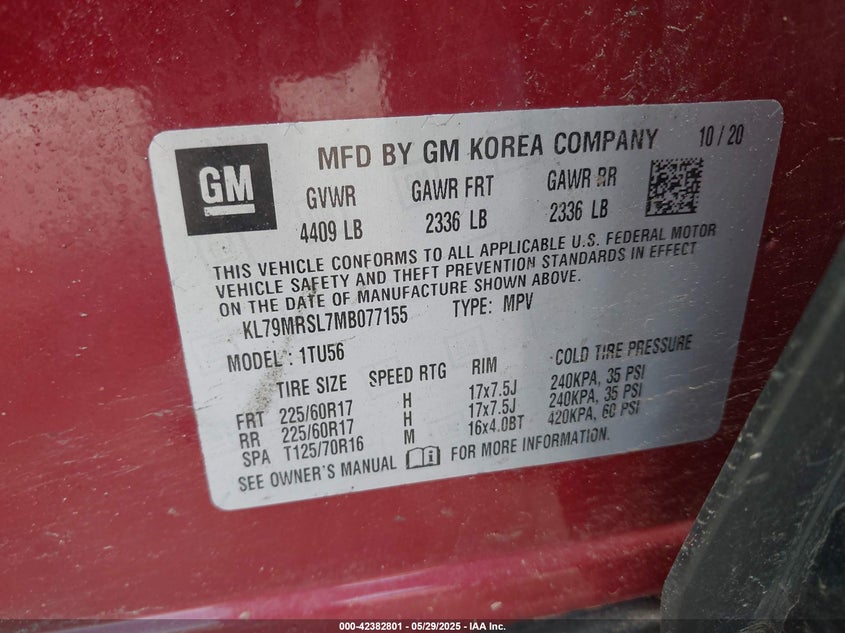 GM
MFD BY GM KOREA COMPANY 10/20
GVWR GAWR FRT GAWR RR
4409 LB 2336 LB 2336 LB
THIS VEHICLE CONFORMS TO ALL APPLICABLE U.S. FEDERAL MOTOR
VEHICLE SAFETY AND THEFT PREVENTION STANDARDS IN EFFECT
ON THE DATE OF MANUFACTURE SHOWN ABOVE.
KL79MRSL7MB077155 TYPE: MPV
MODEL: 1TU56
TIRE SIZE SPEED RTG RIM COLD TIRE PRESSURE
FRT 225/60R17 H 17x7.5J 240KPA, 35 PSI
RR 225/60R17 H 17x7.5J 240KPA, 35 PSI
SPA T125/70R16 M 16x4.0BT 420KPA, 60 PSI
SEE OWNER'S MANUAL i FOR MORE INFORMATION.
000-42382801 - 05/29/2025 - IAA Inc.